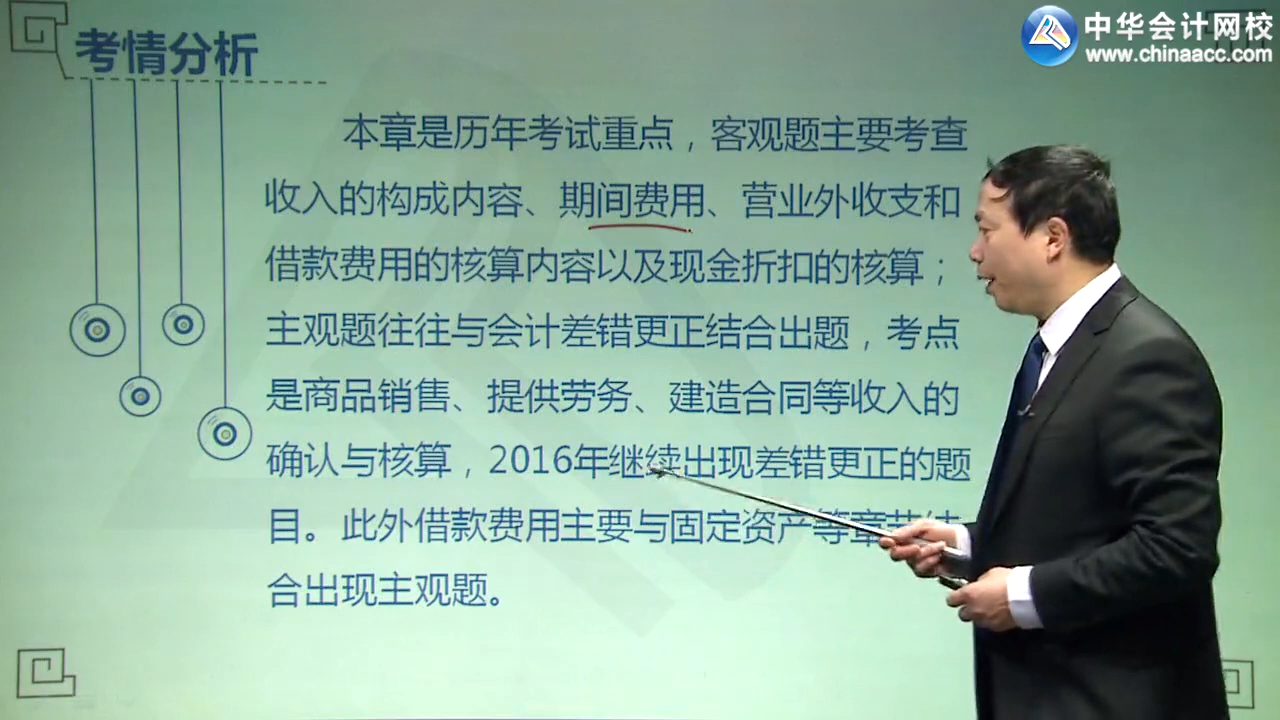 考情分析
中华会计网校
www.chinaacc.com
本章是历年考试重点，客观题主要考查
收入的构成内容、期间费用、营业外收支和
借款费用的核算内容以及现金折扣的核算；
主观题往往与会计差错更正结合出题，考点
是商品销售、提供劳务、建造合同等收入的
确认与核算，2016年继续出现差错更正的题
目。此外借款费用主要与固定资产等章节结
合出现主观题。